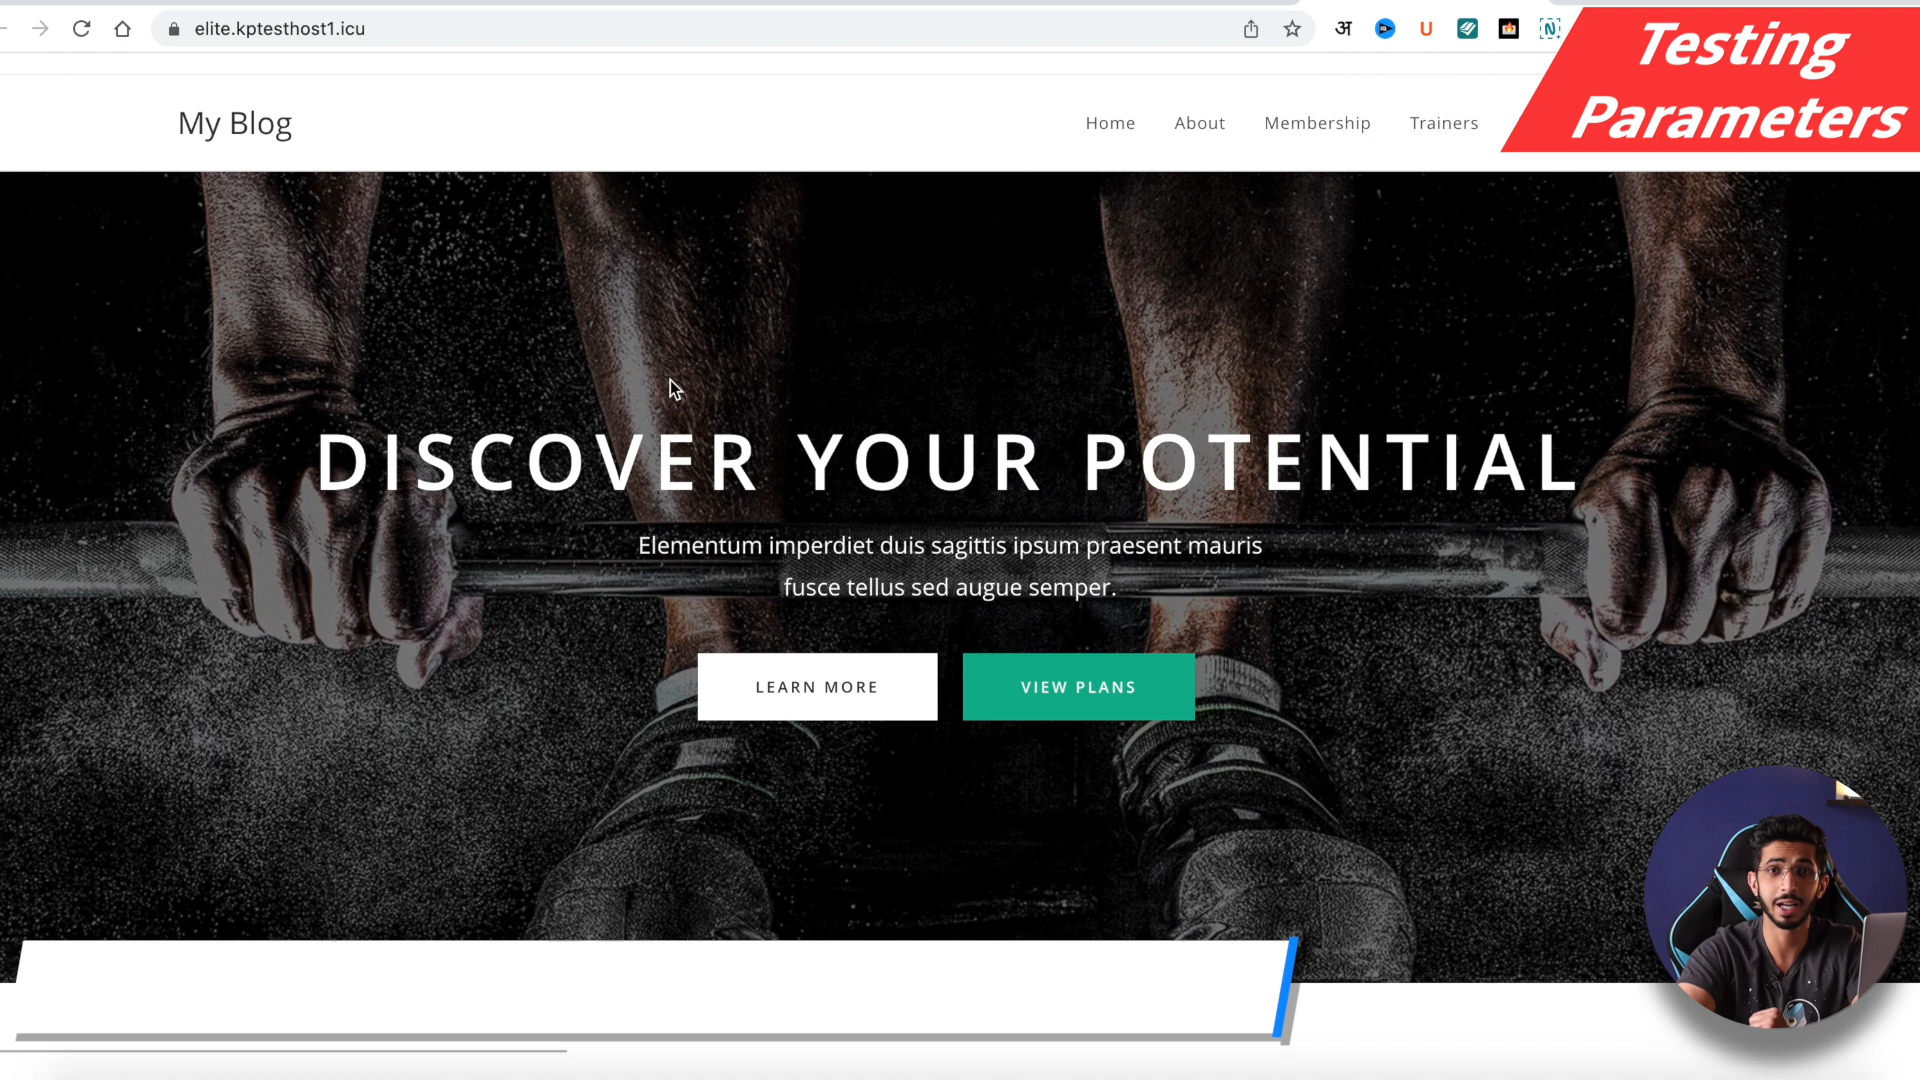 elite.kptesthost1.icu
अ
U
N
Testing
Parameters
My Blog
Home
About
Membership
Trainers
DISCOVER YOUR POTENTIAL
Elementum imperdiet duis sagittis ipsum praesent mauris
fusce tellus sed augue semper.
LEARN MORE
VIEW PLANS